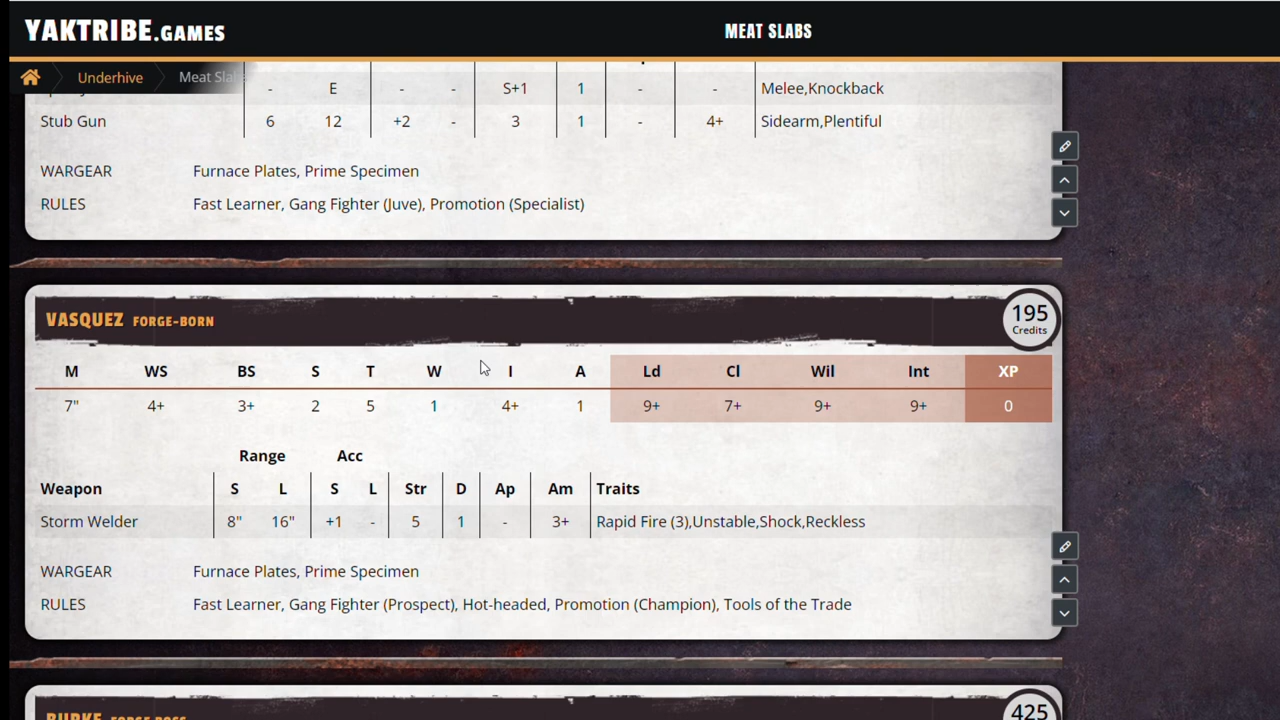 YAKTRIBE.GAMES MEAT SLABS
Underhive Meat Slabs
- E - - S+1 1 - - Melee,Knockback
Stub Gun 6 12 +2 - 3 1 - 4+ Sidearm,Plentiful
WARGEAR Furnace Plates, Prime Specimen
RULES Fast Learner, Gang Fighter (Juve), Promotion (Specialist)
VASQUEZ FORGE-BORN 195
Credits
M WS BS S T W I A Ld Cl Wil Int XP
7" 4+ 3+ 2 5 1 4+ 1 9+ 7+ 9+ 9+ 0
Range Acc
Weapon S L S L Str D Ap Am Traits
Storm Welder 8" 16" +1 - 5 1 - 3+ Rapid Fire (3),Unstable,Shock,Reckless
WARGEAR Furnace Plates, Prime Specimen
RULES Fast Learner, Gang Fighter (Prospect), Hot-headed, Promotion (Champion), Tools of the Trade
BURKE FORGE BOSS 425